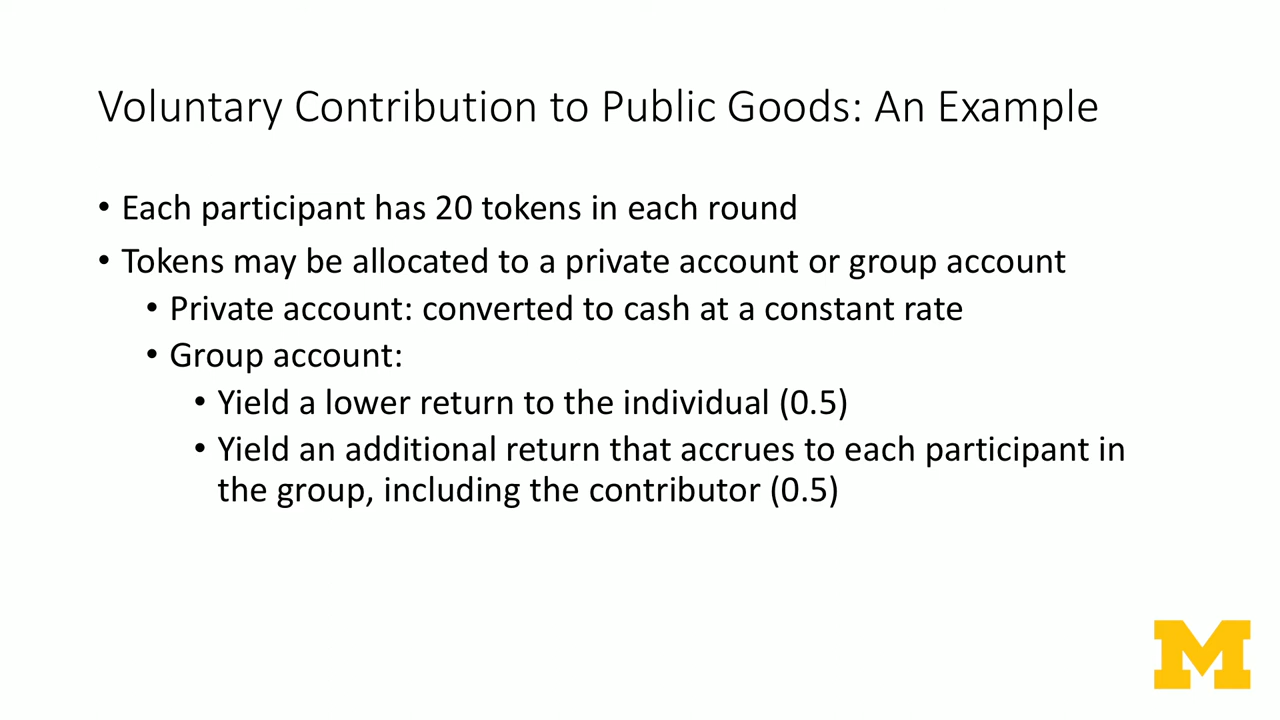 Voluntary Contribution to Public Goods: An Example
• Each participant has 20 tokens in each round
• Tokens may be allocated to a private account or group account
• Private account: converted to cash at a constant rate
• Group account:
• Yield a lower return to the individual (0.5)
• Yield an additional return that accrues to each participant in
the group, including the contributor (0.5)
M